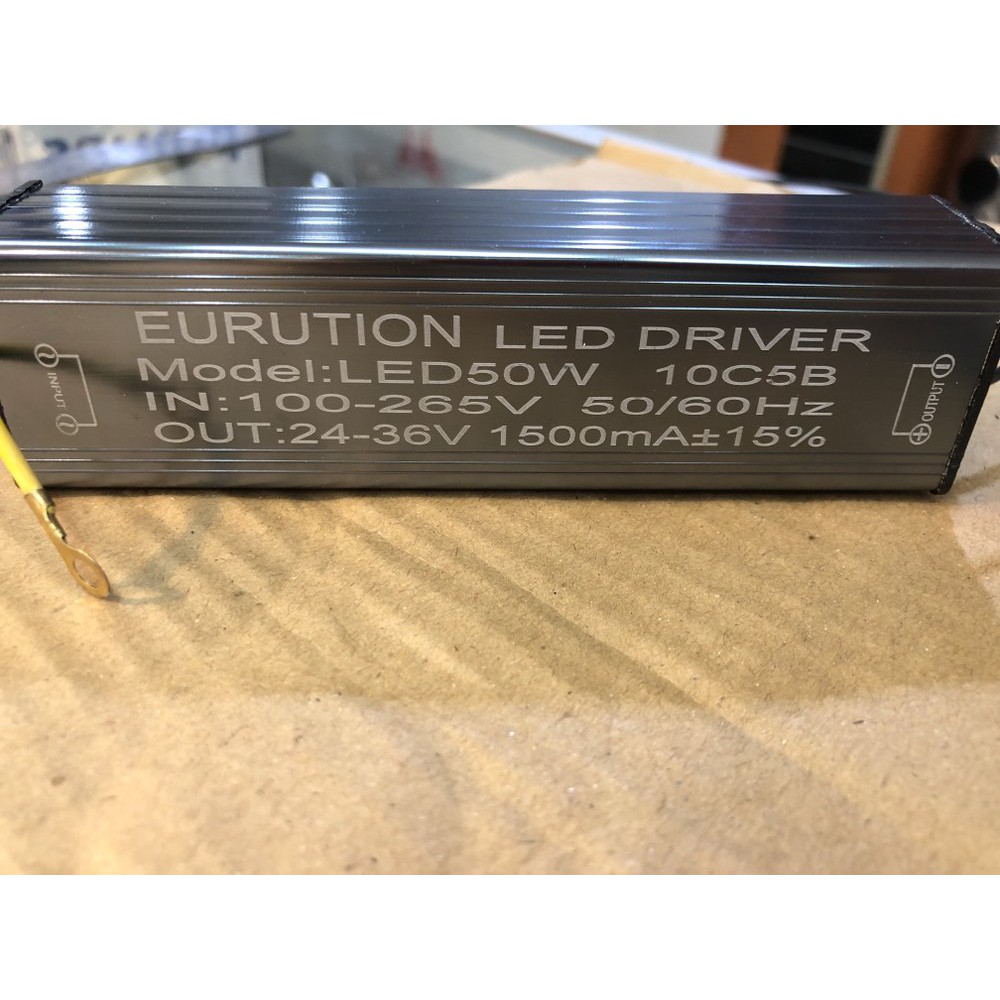 EURUTION LED DRIVER
Model:LED50W 10C5B
IN:100-265V 50/60Hz
OUT:24-36V 1500mA±15%
INPUT
OUTPUT